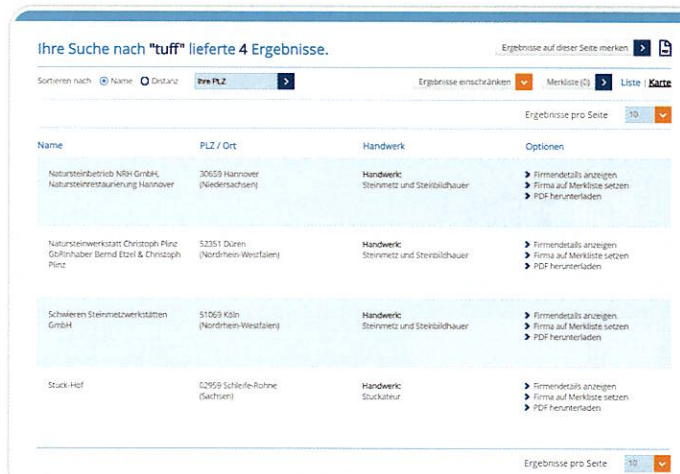 Ihre Suche nach "tuff" lieferte 4 Ergebnisse.
Ergebnisse auf dieser Seite merken
Sortieren nach Name Distanz Ihre PLZ
Ergebnisse einschränken Merkliste (0) Liste | Karte
Ergebnisse pro Seite 10
Name PLZ / Ort Handwerk Optionen
Natursteinbetrieb NRH GmbH, 30659 Hannover Handwerk: Firmendetails anzeigen
Natursteinrestaurierung Hannover (Niedersachsen) Steinmetz und Steinbildhauer Firma auf Merkliste setzen
PDF herunterladen
Natursteinwerkstatt Christoph Plinz 52351 Düren Handwerk: Firmendetails anzeigen
GbRInhaber Bernd Etzel & Christoph (Nordrhein-Westfalen) Steinmetz und Steinbildhauer Firma auf Merkliste setzen
Plinz PDF herunterladen
Schwieren Steinmetzwerkstätten 51069 Köln Handwerk: Firmendetails anzeigen
GmbH (Nordrhein-Westfalen) Steinmetz und Steinbildhauer Firma auf Merkliste setzen
PDF herunterladen
Stuck-Hof 02959 Schleife-Rohne Handwerk: Firmendetails anzeigen
(Sachsen) Stuckateur Firma auf Merkliste setzen
PDF herunterladen
Ergebnisse pro Seite 10